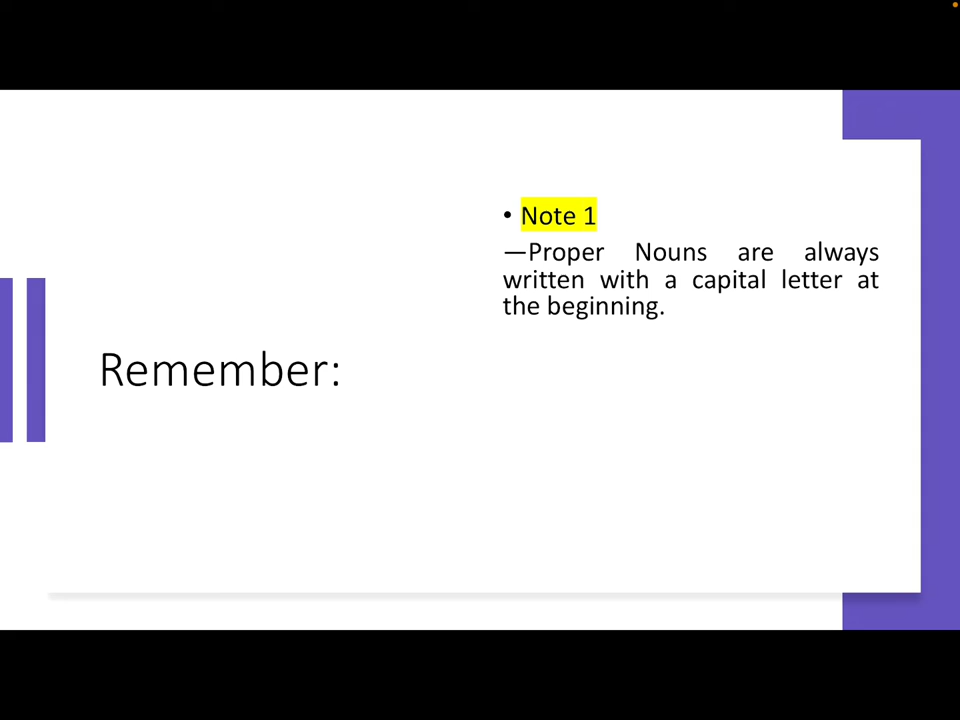 Remember:
• Note 1
—Proper Nouns are always
written with a capital letter at
the beginning.